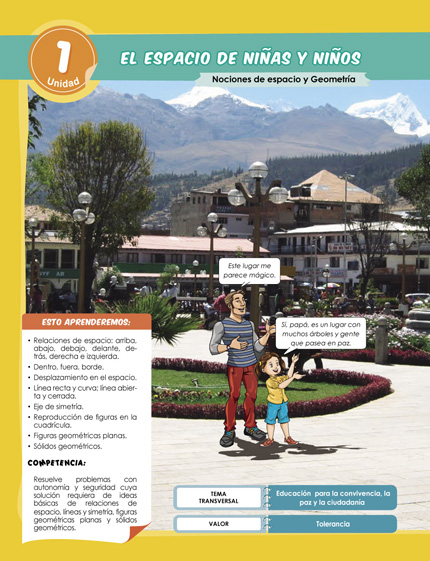 1
Unidad
EL ESPACIO DE NIÑAS Y NIÑOS
Nociones de espacio y Geometría
Este lugar me
parece mágico.
Sí, papá, es un lugar con
muchos árboles y gente
que pasea en paz.
ESTO APRENDEREMOS:
• Relaciones de espacio: arriba,
abajo, debajo, delante, de-
trás, derecha e izquierda.
• Dentro, fuera, borde.
• Desplazamiento en el espacio.
• Línea recta y curva; línea abier-
ta y cerrada.
• Eje de simetría.
• Reproducción de figuras en la
cuadrícula.
• Figuras geométricas planas.
• Sólidos geométricos.
COMPETENCIA:
Resuelve problemas con
autonomía y seguridad cuya
solución requiera de ideas
básicas de relaciones de
espacio, líneas y simetría, figuras
geométricas planas y sólidos
geométricos.
TEMA
TRANSVERSAL
Educación para la convivencia, la
paz y la ciudadanía
VALOR
Tolerancia